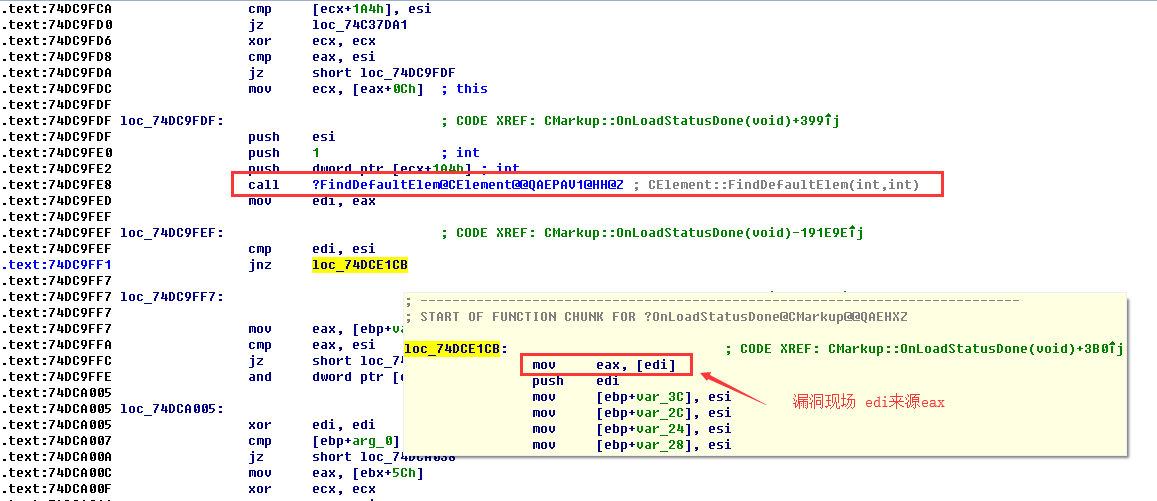 .text:74DC9FCA cmp [ecx+1A4h], esi
.text:74DC9FD0 jz loc_74C37DA1
.text:74DC9FD6 xor ecx, ecx
.text:74DC9FD8 cmp eax, esi
.text:74DC9FDA jz short loc_74DC9FDF
.text:74DC9FDC mov ecx, [eax+0Ch] ; this
.text:74DC9FDF
.text:74DC9FDF loc_74DC9FDF: ; CODE XREF: CMarkup::OnLoadStatusDone(void)+399↑j
.text:74DC9FDF push esi
.text:74DC9FE0 push 1 ; int
.text:74DC9FE2 push dword ptr [ecx+1A4h] ; int
.text:74DC9FE8 call ?FindDefaultElem@CElement@@QAEPAV1@HH@Z ; CElement::FindDefaultElem(int,int)
.text:74DC9FED mov edi, eax
.text:74DC9FEF
.text:74DC9FEF loc_74DC9FEF: ; CODE XREF: CMarkup::OnLoadStatusDone(void)-191E9E↑j
.text:74DC9FEF cmp edi, esi
.text:74DC9FF1 jnz loc_74DCE1CB
.text:74DC9FF7
.text:74DC9FF7 loc_74DC9FF7:
.text:74DC9FF7
.text:74DC9FF7 mov eax, [ebp+va
.text:74DC9FFA cmp eax, esi
.text:74DC9FFC jz short loc_74
.text:74DC9FFE and dword ptr [
.text:74DCA005
.text:74DCA005 loc_74DCA005:
.text:74DCA005 xor edi, edi
.text:74DCA007 cmp [ebp+arg_0]
.text:74DCA00A jz short loc_74DCA038
.text:74DCA00C mov eax, [ebx+5Ch]
.text:74DCA00F xor ecx, ecx
; ---------------------------------------------------------------------------
; START OF FUNCTION CHUNK FOR ?OnLoadStatusDone@CMarkup@@QAEHXZ
loc_74DCE1CB: ; CODE XREF: CMarkup::OnLoadStatusDone(void)+3B0↑j
mov eax, [edi]
push edi
mov [ebp+var_3C], esi
mov [ebp+var_2C], esi
mov [ebp+var_24], esi
mov [ebp+var_28], esi
漏洞现场 edi来源eax